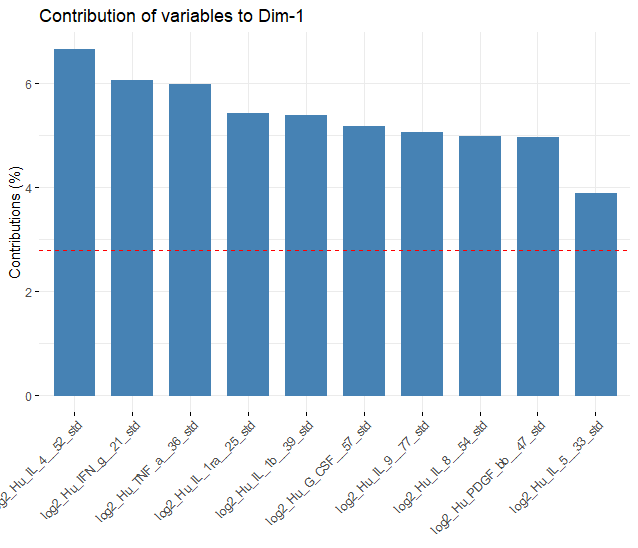 Contribution of variables to Dim-1
Contributions (%)
6
4
2
0
log2_Hu_IFN_g__21_std
log2_Hu_TNF_a__36_std
log2_Hu_IL_1ra__25_std
log2_Hu_IL_1b__39_std
log2_Hu_G_CSF__57_std
log2_Hu_IL_9__77_std
log2_Hu_IL_8__54_std
log2_Hu_PDGF_bb__47_std
log2_Hu_IL_5__33_std
og2_Hu_IL_4__52_std